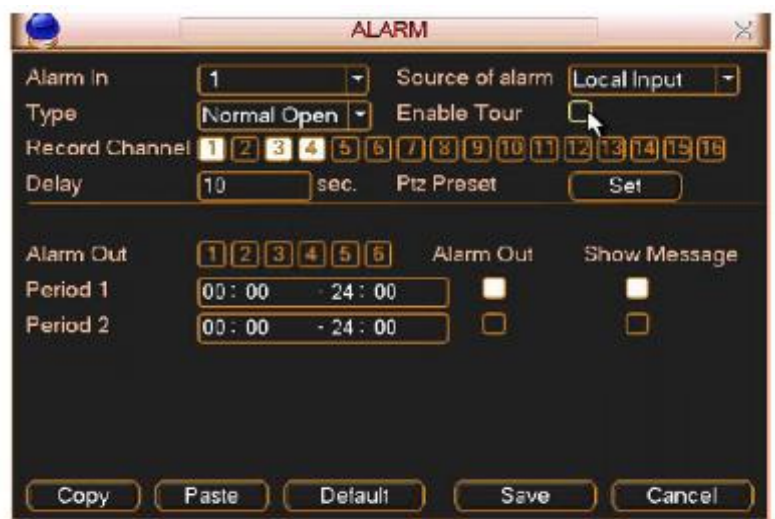 ALARM
Alarm In 1 Source of alarm Local Input
Type Normal Open Enable Tour
Record Channel 1 2 3 4 5 6 7 8 9 10 11 12 13 14 15 16
Delay 10 sec. Ptz Preset Set
Alarm Out 1 2 3 4 5 6 Alarm Out Show Message
Period 1 00: 00 - 24: 00
Period 2 00: 00 - 24: 00
Copy Paste Default Save Cancel